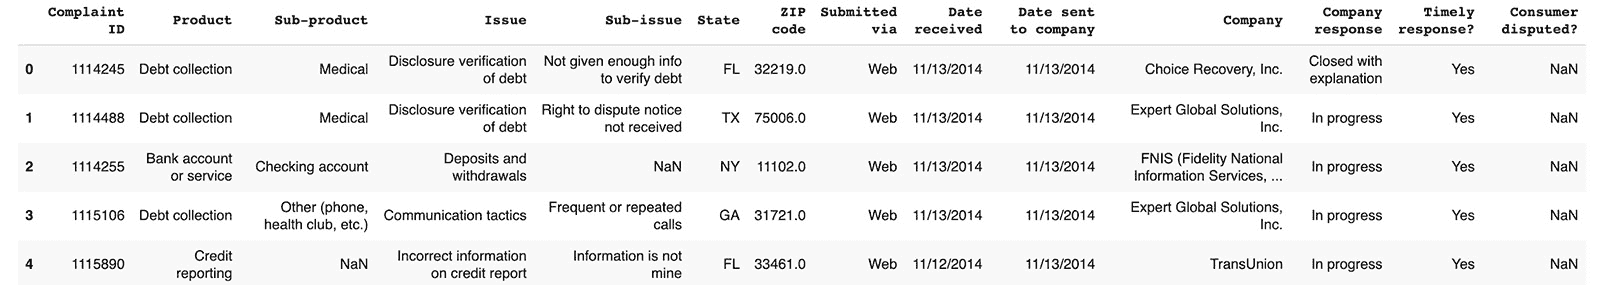 Complaint ID Product Sub-product Issue Sub-issue State ZIP code Submitted via Date received Date sent to company Company Company response Timely response? Consumer disputed?
0 1114245 Debt collection Medical Disclosure verification of debt Not given enough info to verify debt FL 32219.0 Web 11/13/2014 11/13/2014 Choice Recovery, Inc. Closed with explanation Yes NaN
1 1114488 Debt collection Medical Disclosure verification of debt Right to dispute notice not received TX 75006.0 Web 11/13/2014 11/13/2014 Expert Global Solutions, Inc. In progress Yes NaN
2 1114255 Bank account or service Checking account Deposits and withdrawals NaN NY 11102.0 Web 11/13/2014 11/13/2014 FNIS (Fidelity National Information Services, ... In progress Yes NaN
3 1115106 Debt collection Other (phone, health club, etc.) Communication tactics Frequent or repeated calls GA 31721.0 Web 11/13/2014 11/13/2014 Expert Global Solutions, Inc. In progress Yes NaN
4 1115890 Credit reporting NaN Incorrect information on credit report Information is not mine FL 33461.0 Web 11/12/2014 11/13/2014 TransUnion In progress Yes NaN